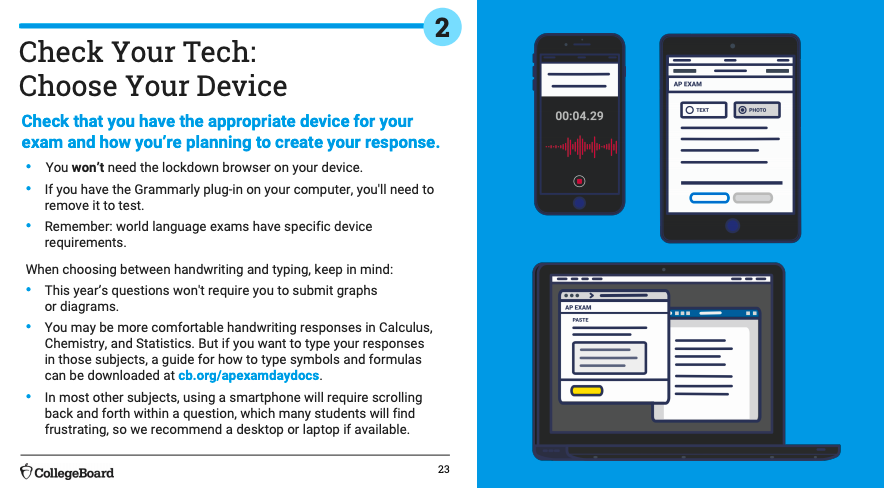 2
Check Your Tech:
Choose Your Device
Check that you have the appropriate device for your
exam and how you’re planning to create your response.
• You won’t need the lockdown browser on your device.
• If you have the Grammarly plug-in on your computer, you'll need to
remove it to test.
• Remember: world language exams have specific device
requirements.
When choosing between handwriting and typing, keep in mind:
• This year’s questions won't require you to submit graphs
or diagrams.
• You may be more comfortable handwriting responses in Calculus,
Chemistry, and Statistics. But if you want to type your responses
in those subjects, a guide for how to type symbols and formulas
can be downloaded at cb.org/apexamdaydocs.
• In most other subjects, using a smartphone will require scrolling
back and forth within a question, which many students will find
frustrating, so we recommend a desktop or laptop if available.
CollegeBoard
23
00:04.29
AP EXAM
TEXT PHOTO
AP EXAM
PASTE